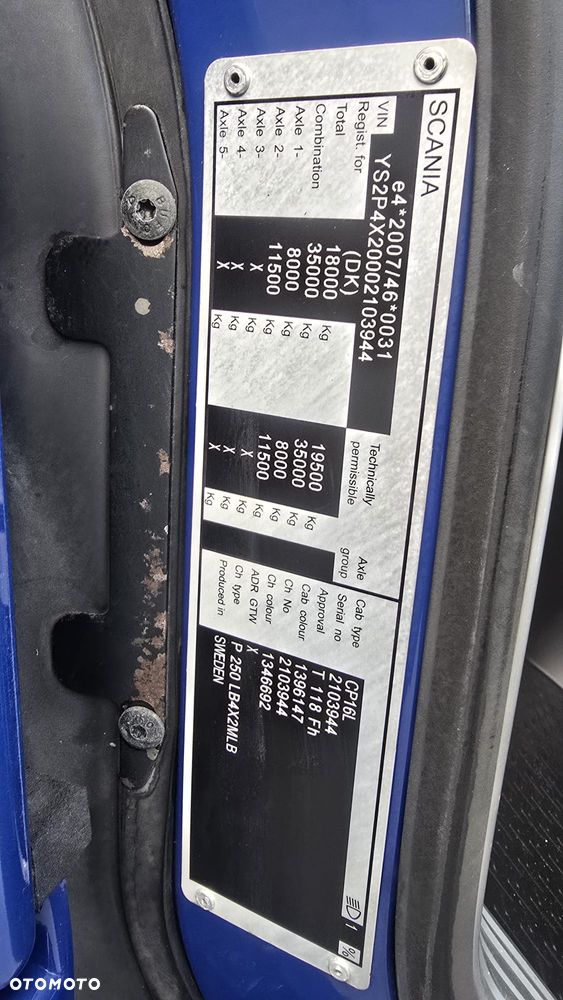 SCANIA
e4*2007/46*0031
VIN YS2P4X20002103944
Regist. for (DK) Technically permissible Axle group
Total 18000 Kg 19500 Kg
Combination 35000 Kg 35000 Kg
Axle 1- 8000 Kg 8000 Kg
Axle 2- 11500 Kg 11500 Kg
Axle 3- X Kg X Kg
Axle 4- X Kg X Kg
Axle 5- X Kg X Kg
Cab type CP16L
Serial no 2103944
Approval T 118 Fh
Cab colour 1396147
Ch No. 2103944
Ch colour 1346692
ADR GTW X
Ch type P 250 LB4X2MLB
Produced in SWEDEN
1 %
OTOMOTO